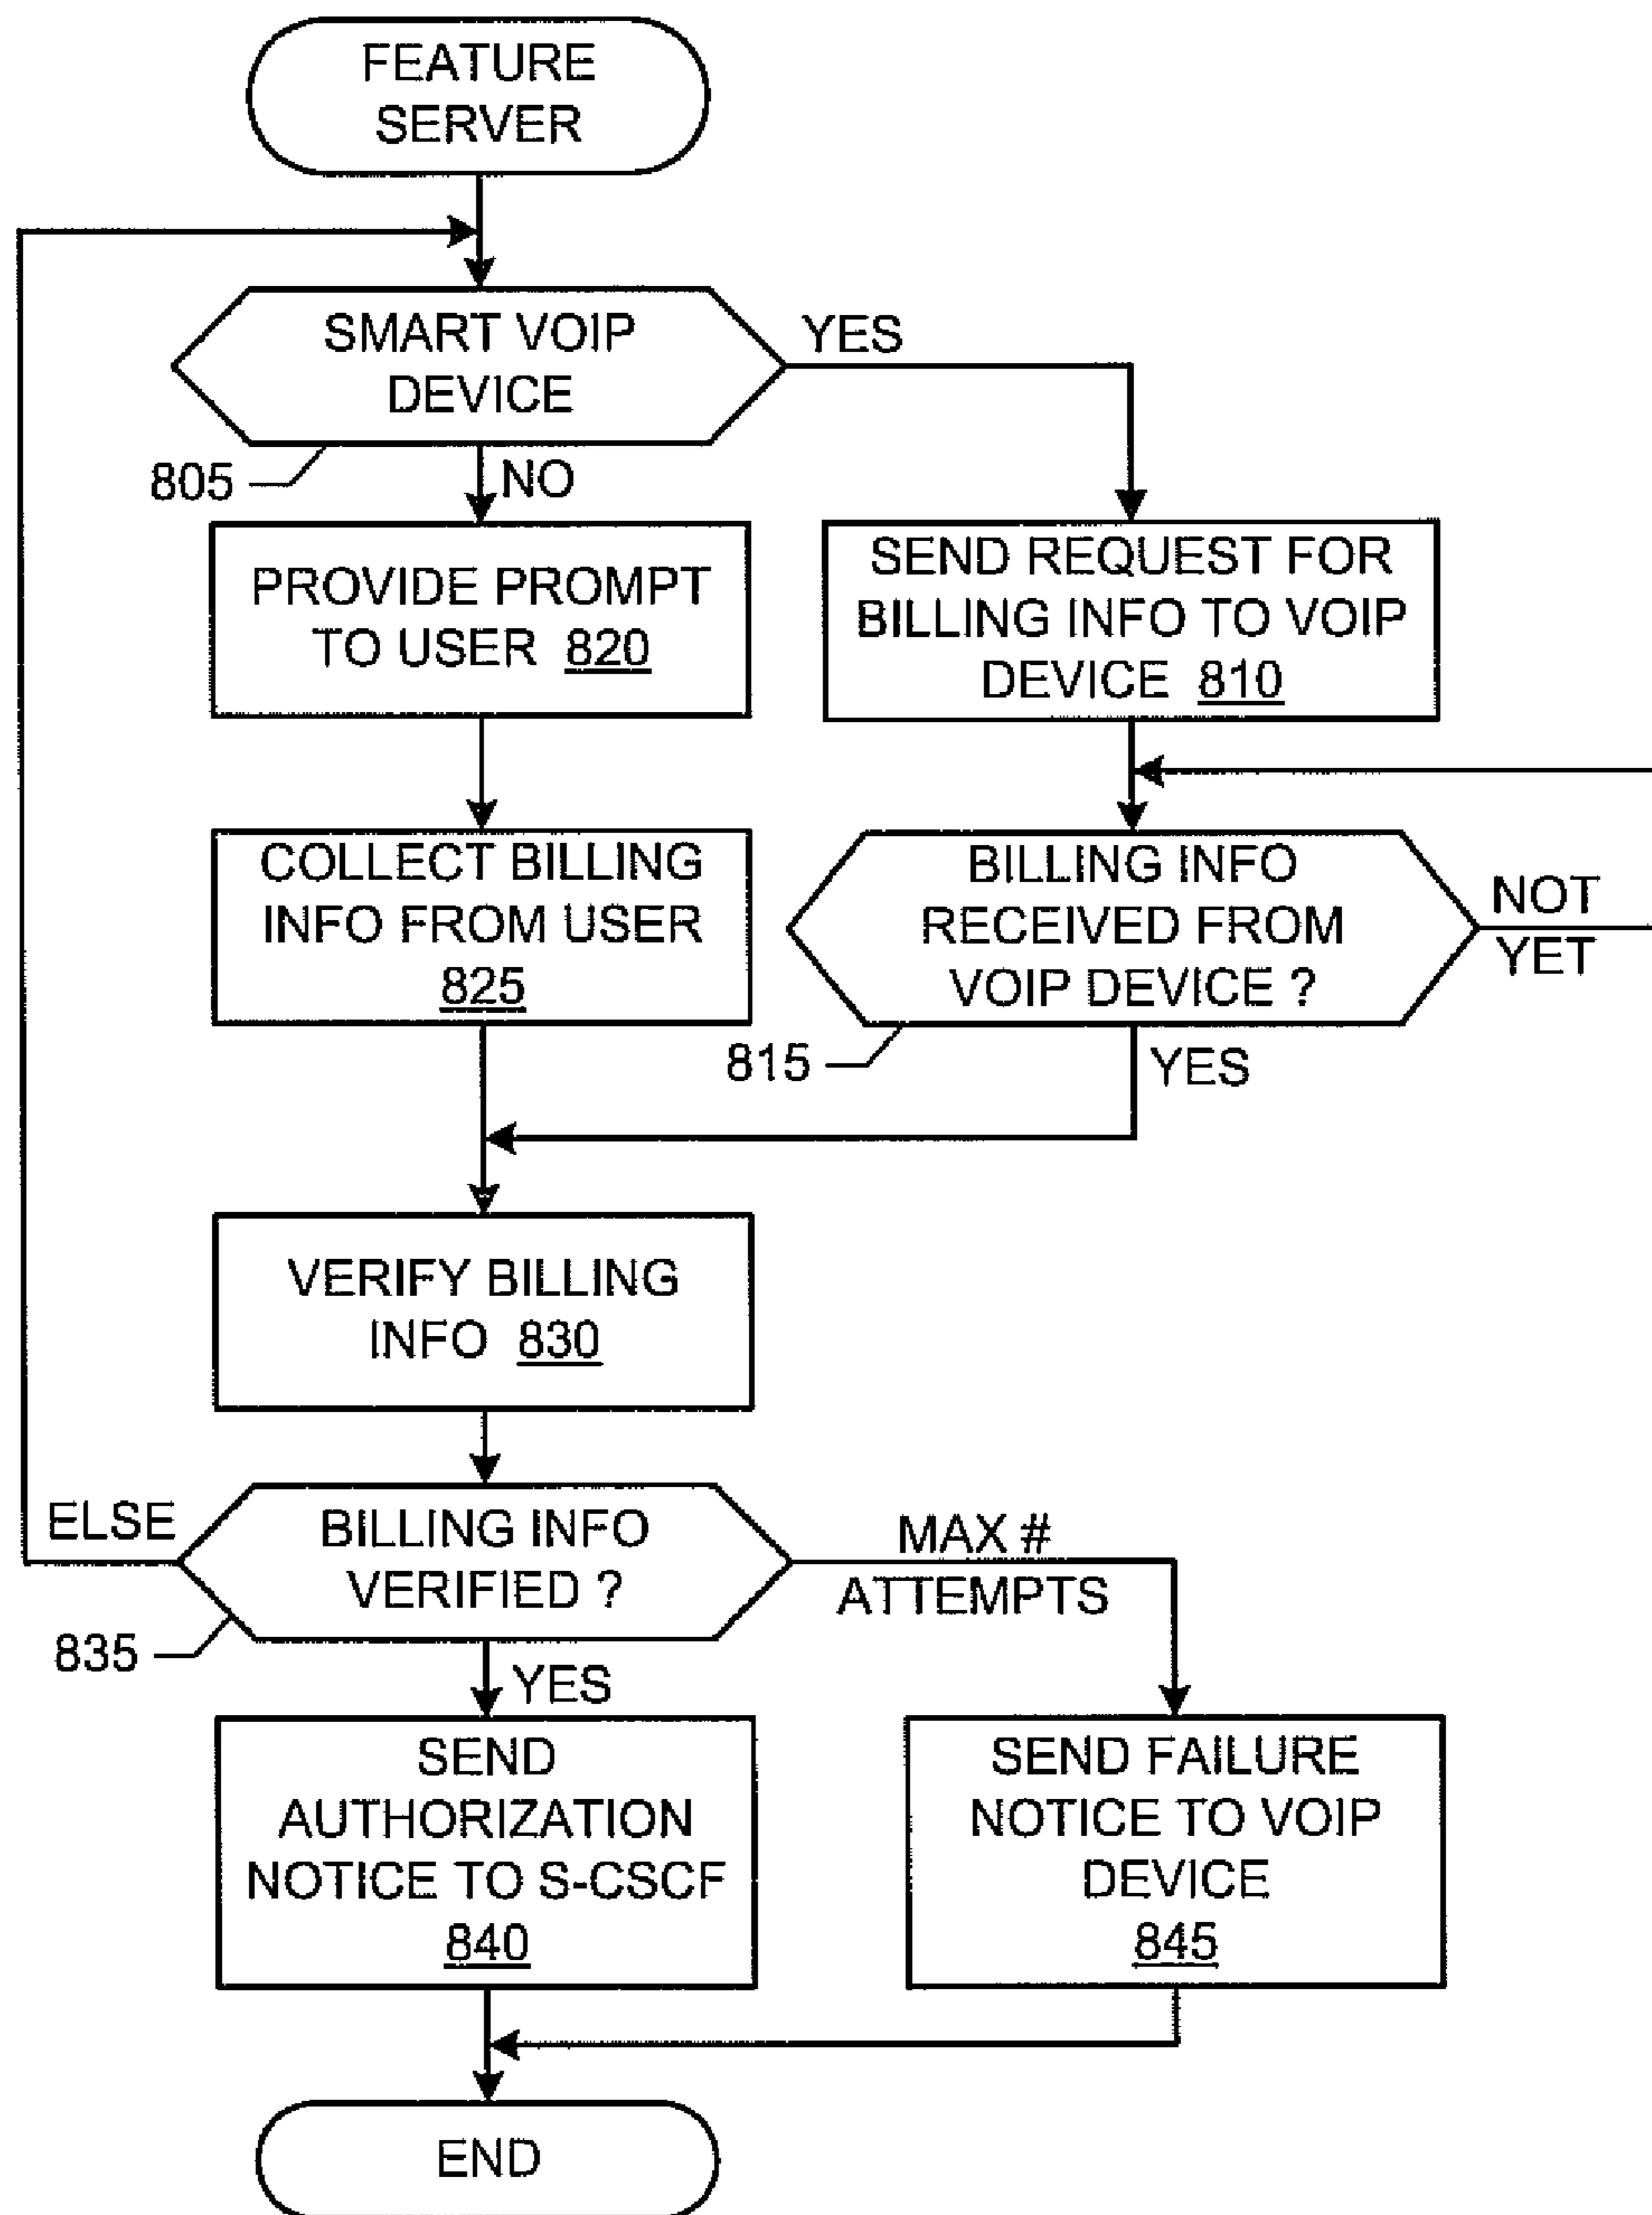 FEATURE
SERVER
SMART VOIP
DEVICE
YES
805
NO
PROVIDE PROMPT
TO USER 820
SEND REQUEST FOR
BILLING INFO TO VOIP
DEVICE 810
COLLECT BILLING
INFO FROM USER
825
BILLING INFO
RECEIVED FROM
VOIP DEVICE ?
NOT
YET
815
YES
VERIFY BILLING
INFO 830
ELSE
BILLING INFO
VERIFIED ?
MAX #
ATTEMPTS
835
YES
SEND
AUTHORIZATION
NOTICE TO S-CSCF
840
SEND FAILURE
NOTICE TO VOIP
DEVICE
845
END